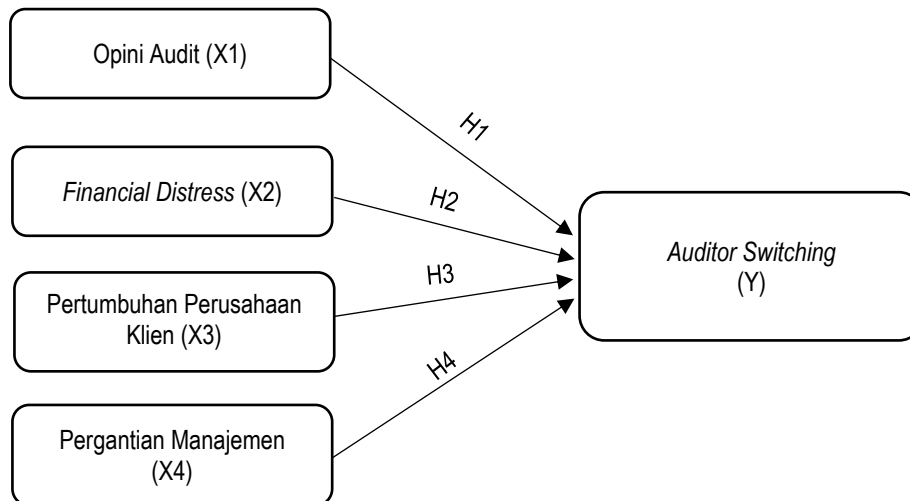 Opini Audit (X1)
H1
Financial Distress (X2)
H2
Auditor Switching
(Y)
H3
Pertumbuhan Perusahaan
Klien (X3)
H4
Pergantian Manajemen
(X4)